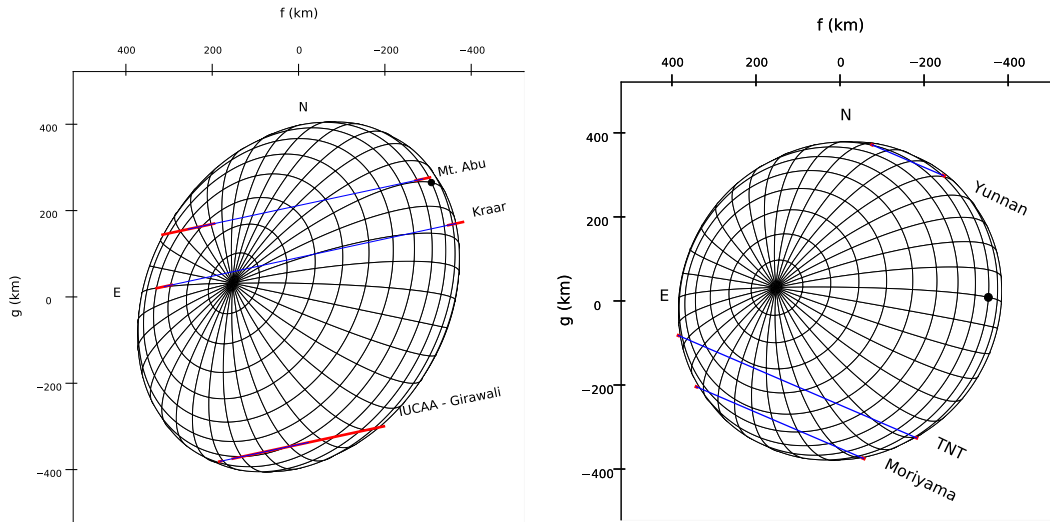 f (km)
400 200 0 −200 −400
N
400
200
0
−200
−400
g (km)
E
Mt. Abu
Kraar
IUCAA - Girawali
f (km)
400 200 0 −200 −400
N
400
200
0
−200
−400
g (km)
E
Yunnan
TNT
Moriyama